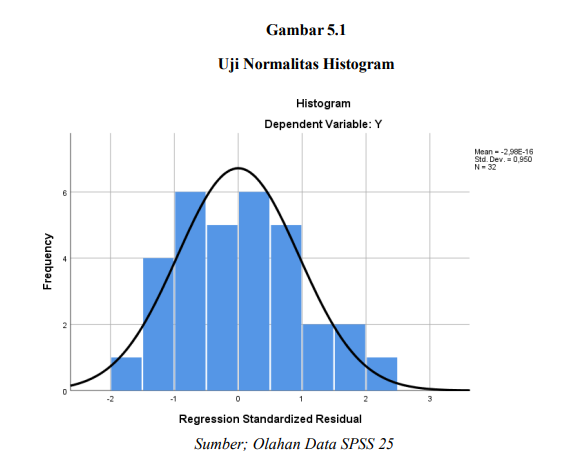 Gambar 5.1
Uji Normalitas Histogram
Histogram
Dependent Variable: Y
Mean = -2,98E-16
Std. Dev. = 0,950
N = 32
Frequency
6
4
2
0
-2
-1
0
1
2
3
Regression Standardized Residual
Sumber; Olahan Data SPSS 25